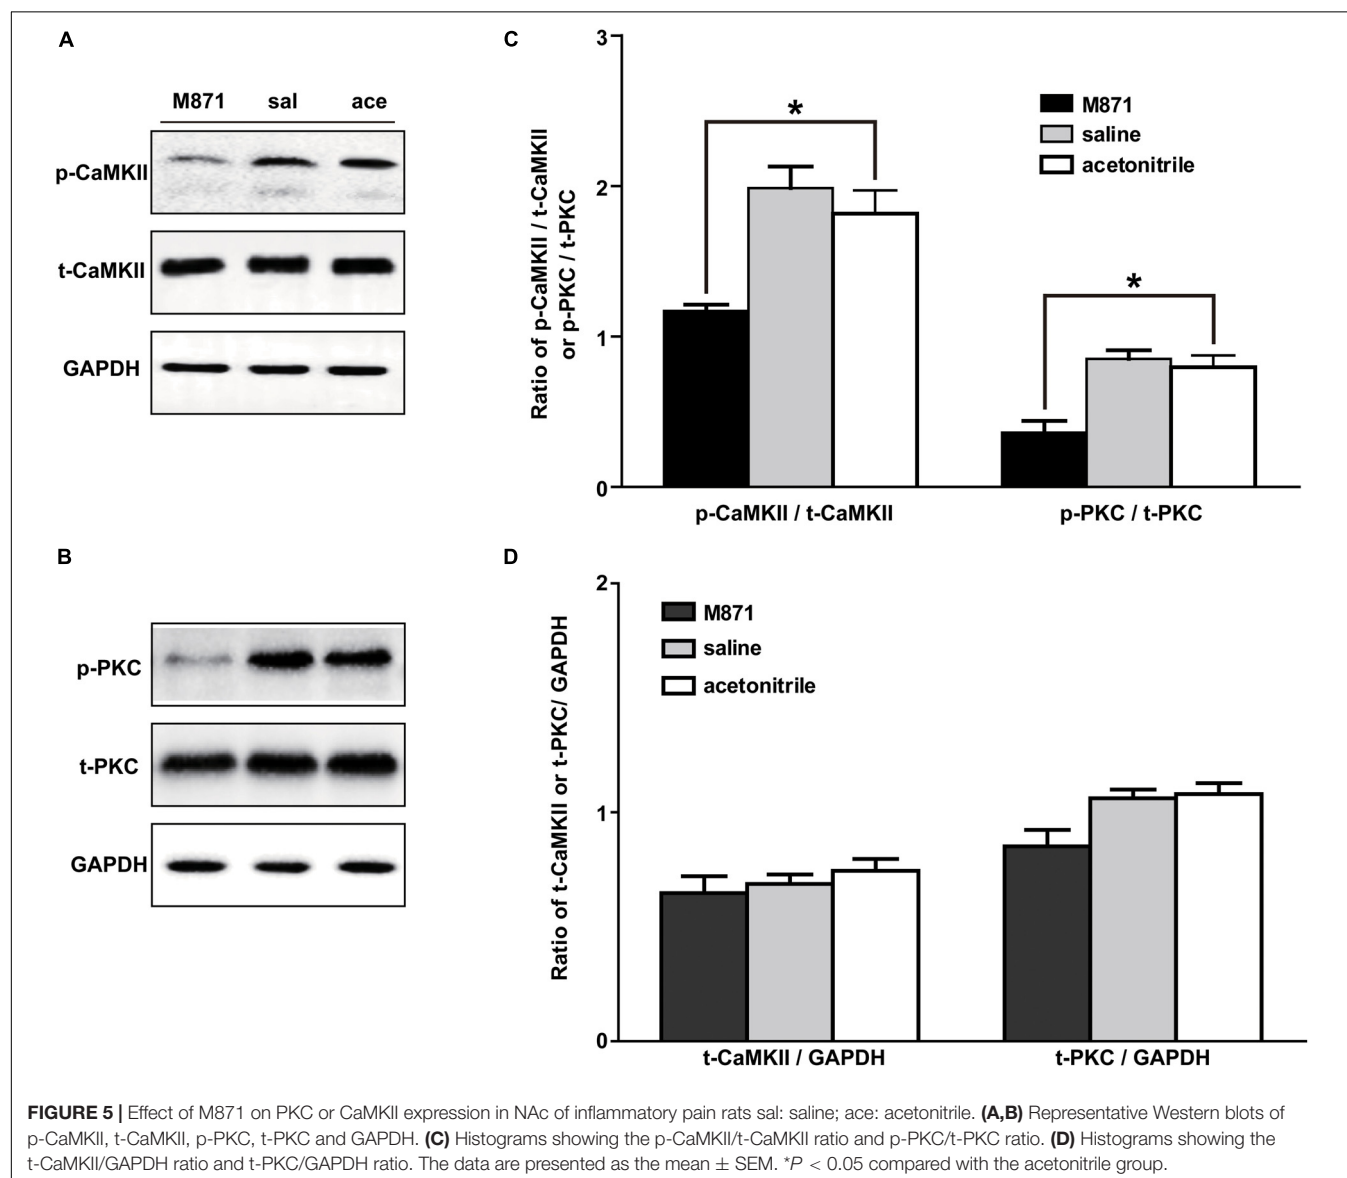 A
M871 sal ace
p-CaMKII
t-CaMKII
GAPDH
B
p-PKC
t-PKC
GAPDH
C
3
2
1
0
Ratio of p-CaMKII / t-CaMKII
or p-PKC / t-PKC
*
*
M871
saline
acetonitrile
p-CaMKII / t-CaMKII p-PKC / t-PKC
D
2
1
0
Ratio of t-CaMKII or t-PKC/ GAPDH
M871
saline
acetonitrile
t-CaMKII / GAPDH t-PKC / GAPDH
FIGURE 5 | Effect of M871 on PKC or CaMKII expression in NAc of inflammatory pain rats sal: saline; ace: acetonitrile. (A,B) Representative Western blots of
p-CaMKII, t-CaMKII, p-PKC, t-PKC and GAPDH. (C) Histograms showing the p-CaMKII/t-CaMKII ratio and p-PKC/t-PKC ratio. (D) Histograms showing the
t-CaMKII/GAPDH ratio and t-PKC/GAPDH ratio. The data are presented as the mean ± SEM. *P < 0.05 compared with the acetonitrile group.